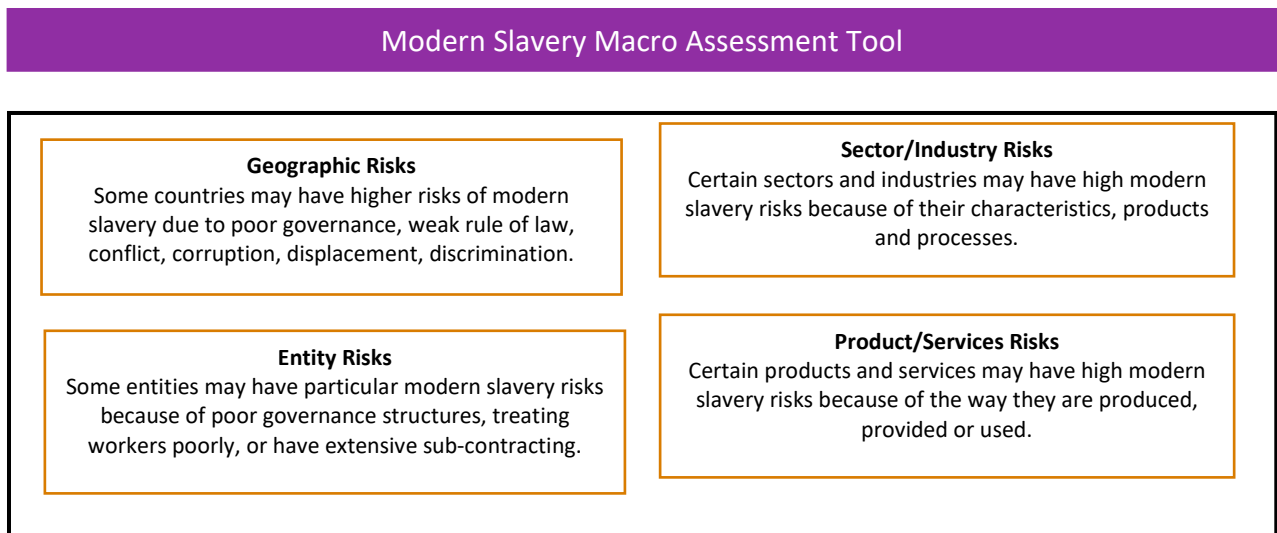 Modern Slavery Macro Assessment Tool
Geographic Risks
Some countries may have higher risks of modern
slavery due to poor governance, weak rule of law,
conflict, corruption, displacement, discrimination.
Sector/Industry Risks
Certain sectors and industries may have high modern
slavery risks because of their characteristics, products
and processes.
Entity Risks
Some entities may have particular modern slavery risks
because of poor governance structures, treating
workers poorly, or have extensive sub-contracting.
Product/Services Risks
Certain products and services may have high modern
slavery risks because of the way they are produced,
provided or used.